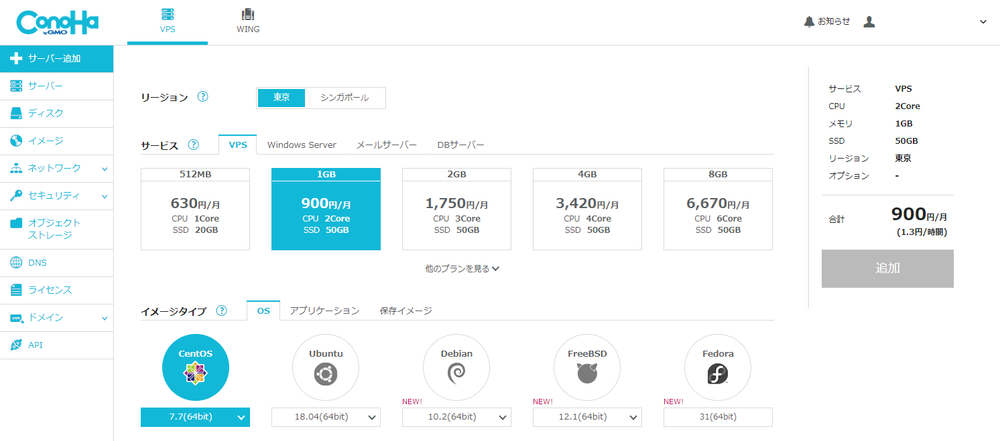 ConoHa
by GMO
VPS
WING
お知らせ
サーバー追加
サーバー
ディスク
イメージ
ネットワーク
セキュリティ
オブジェクト
ストレージ
DNS
ライセンス
.com
ドメイン
API
リージョン ?
東京 シンガポール
サービス ?
VPS Windows Server メールサーバー DBサーバー
512MB
630円/月
CPU 1Core
SSD 20GB
1GB
900円/月
CPU 2Core
SSD 50GB
2GB
1,750円/月
CPU 3Core
SSD 50GB
4GB
3,420円/月
CPU 4Core
SSD 50GB
8GB
6,670円/月
CPU 6Core
SSD 50GB
他のプランを見る
イメージタイプ ?
OS アプリケーション 保存イメージ
CentOS
7.7(64bit)
Ubuntu
18.04(64bit)
Debian
NEW!
10.2(64bit)
FreeBSD
NEW!
12.1(64bit)
Fedora
NEW!
31(64bit)
サービス VPS
CPU 2Core
メモリ 1GB
SSD 50GB
リージョン 東京
オプション -
合計 900円/月
(1.3円/時間)
追加